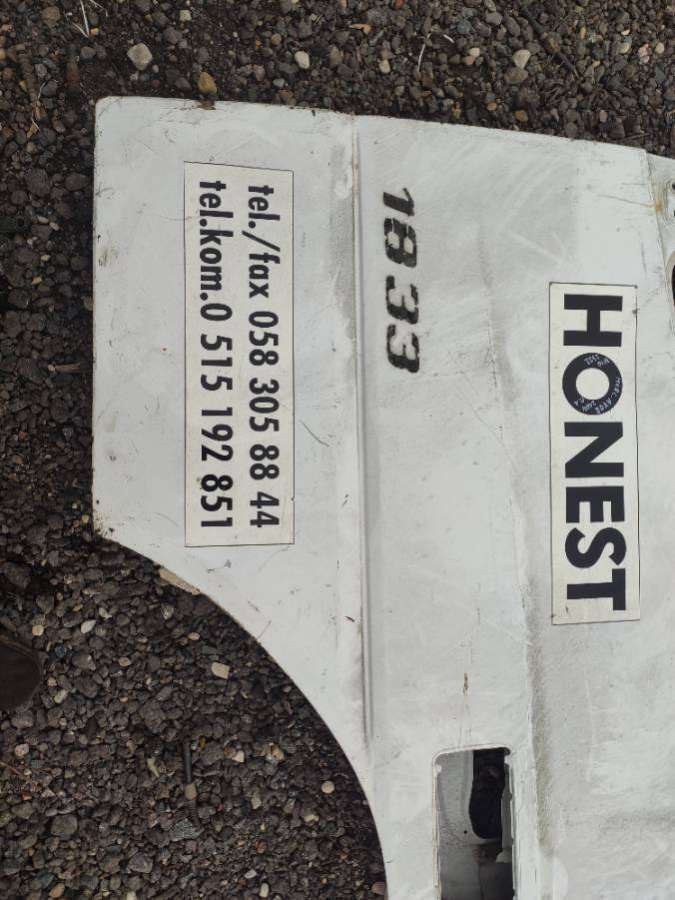 HONEST
18 33
tel./fax 058 305 88 44
tel.kom.0 515 192 851